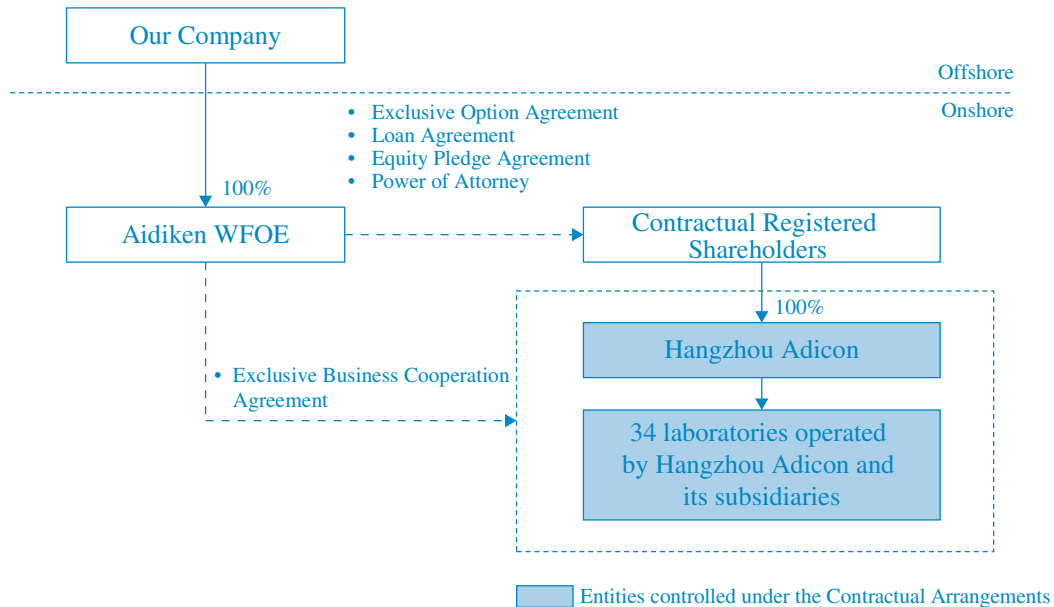 Our Company
Offshore
Onshore
• Exclusive Option Agreement
• Loan Agreement
• Equity Pledge Agreement
• Power of Attorney
100%
Aidiken WFOE
Contractual Registered
Shareholders
100%
Hangzhou Adicon
• Exclusive Business Cooperation
Agreement
34 laboratories operated
by Hangzhou Adicon and
its subsidiaries
Entities controlled under the Contractual Arrangements